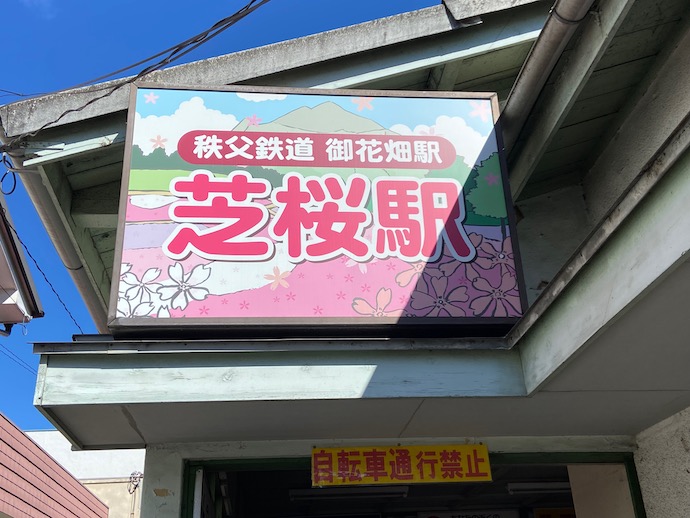 秩父鉄道 御花畑駅
芝桜駅
自転車通行禁止